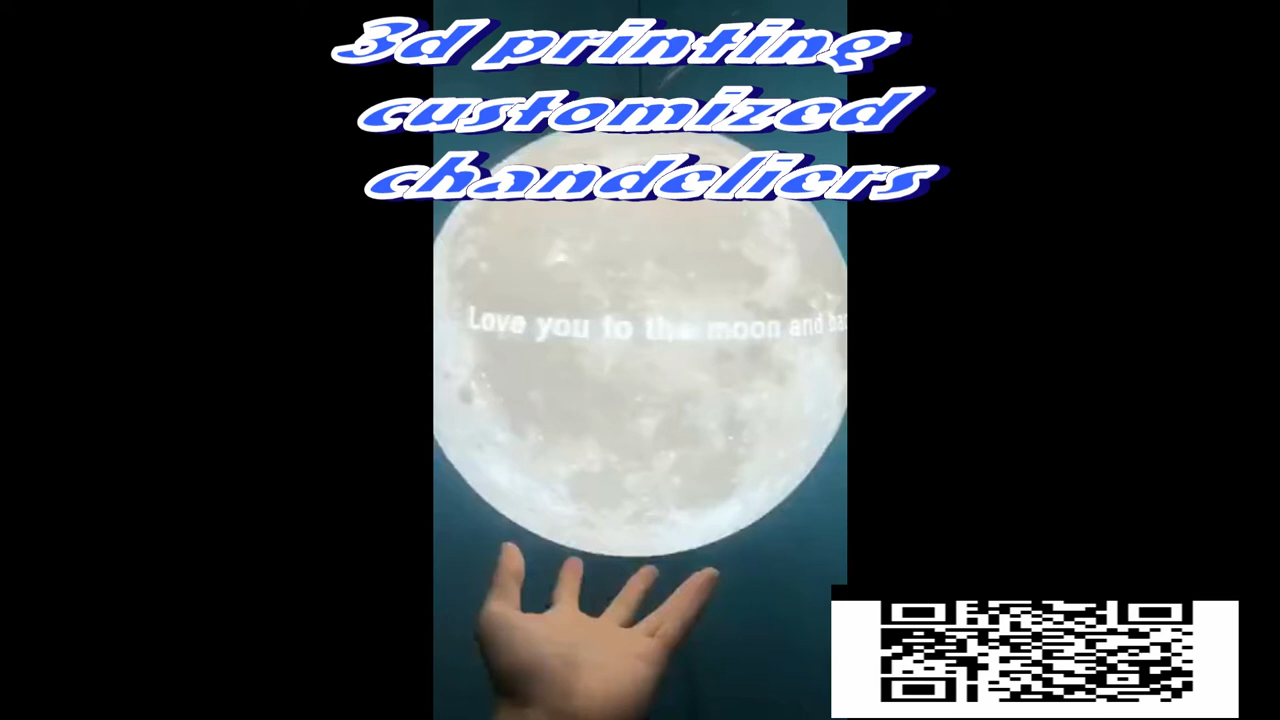 3d printing
customized
chandeliers
Love you to the moon and